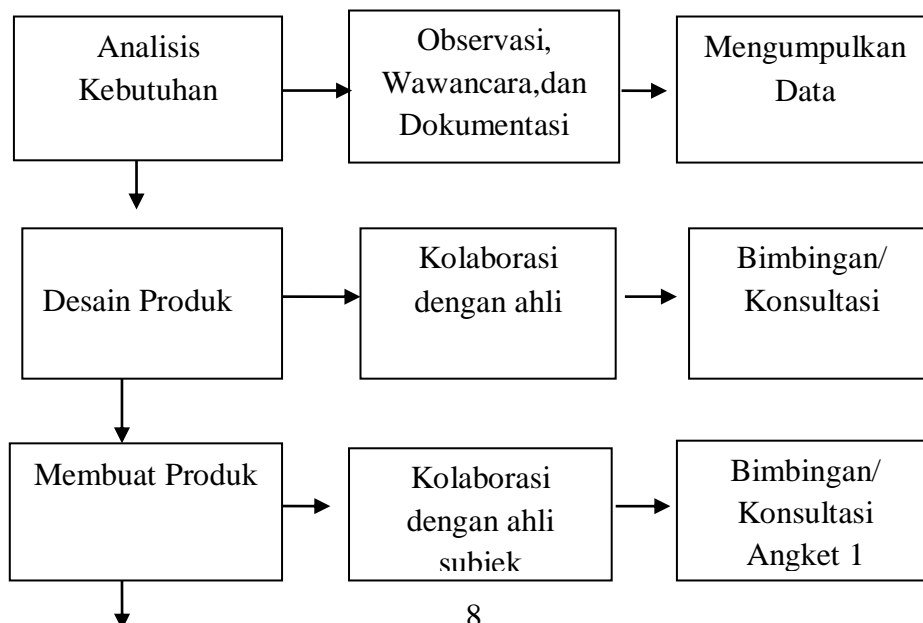 Analisis
Kebutuhan
Observasi,
Wawancara,dan
Dokumentasi
Mengumpulkan
Data
Desain Produk
Kolaborasi
dengan ahli
Bimbingan/
Konsultasi
Membuat Produk
Kolaborasi
dengan ahli
subjek
Bimbingan/
Konsultasi
Angket 1
8